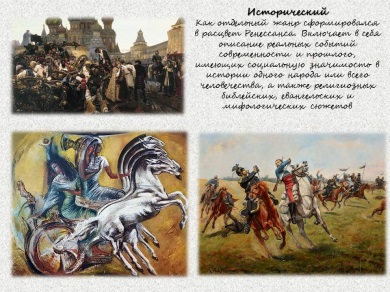 Исторический
Как отдельный жанр сформировался
в расцвет Ренессанса. Включает в себя
описание реальных событий
современности и прошлого,
имеющих социальную значимость в
истории одного народа или всего
человечества, а также религиозных
библейских, евангельских и
мифологических сюжетов